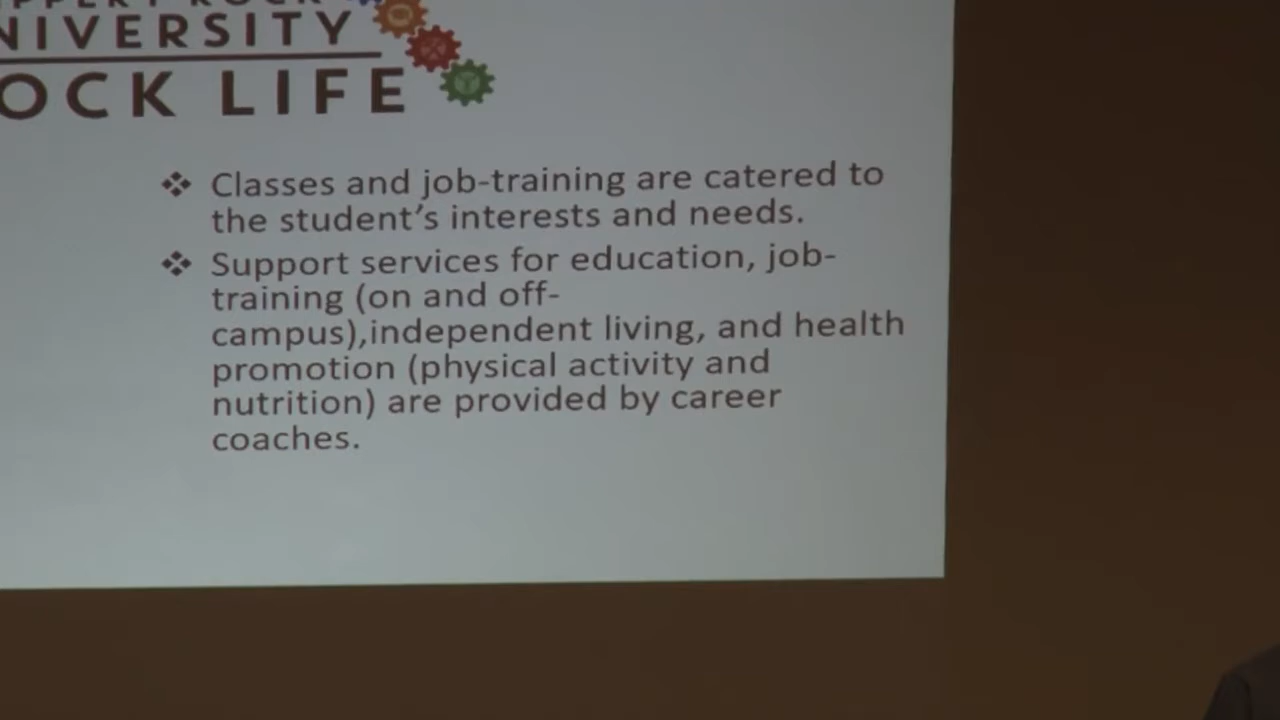 NIVERSITY
OCK LIFE
❖ Classes and job-training are catered to
the student's interests and needs.
❖ Support services for education, job-
training (on and off-
campus),independent living, and health
promotion (physical activity and
nutrition) are provided by career
coaches.